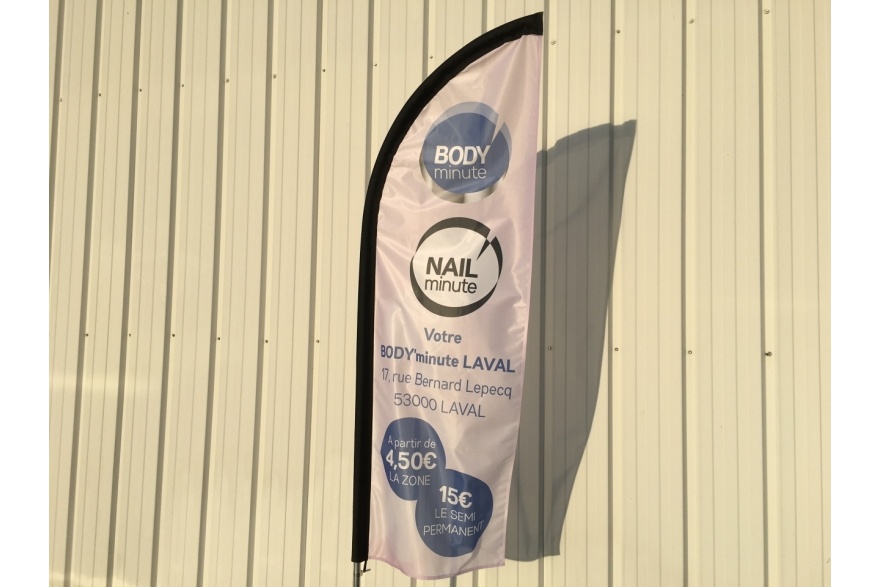 BODY
minute
NAIL
minute
Votre
BODY'minute LAVAL
17, rue Bernard Lepecq
53000 LAVAL
A partir de
4,50€
LA ZONE
15€
LE SEMI
PERMANENT